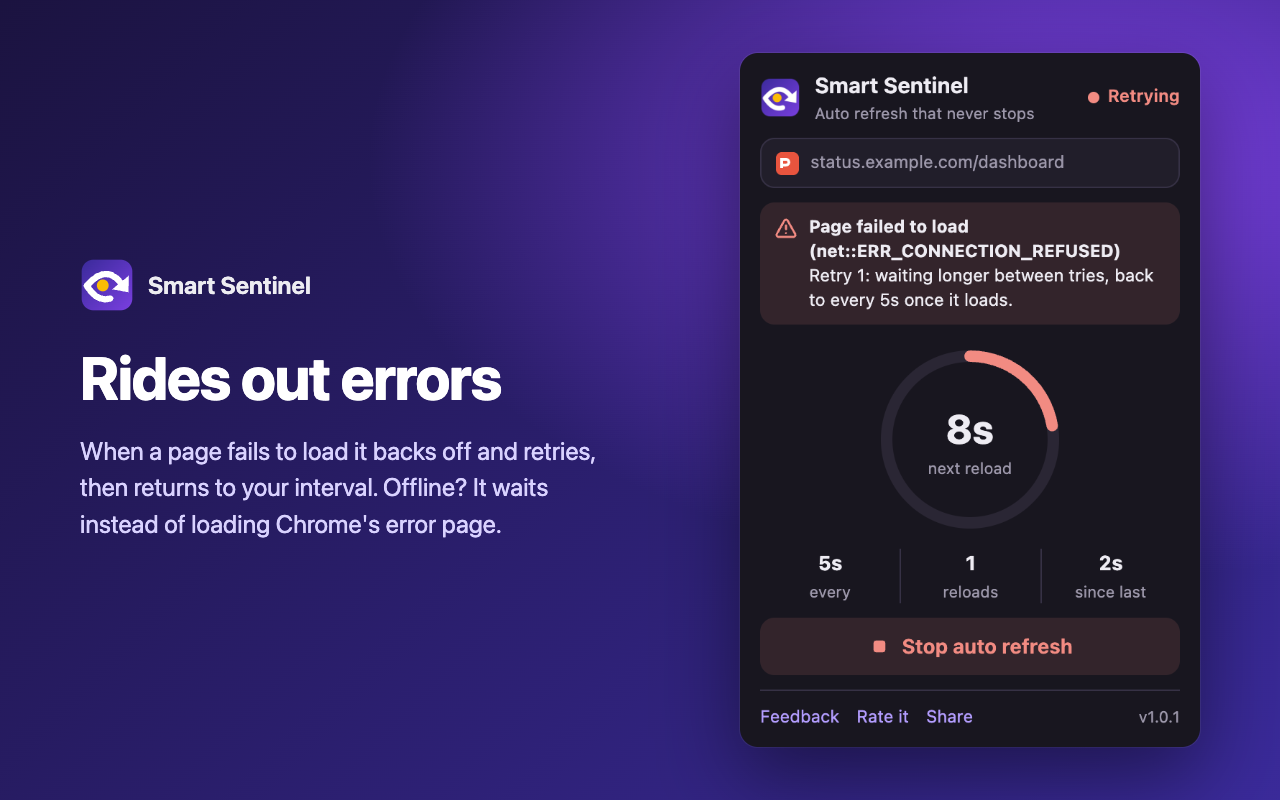 Smart Sentinel
Rides out errors
When a page fails to load it backs off and retries,
then returns to your interval. Offline? It waits
instead of loading Chrome's error page.
Smart Sentinel
Auto refresh that never stops
Retrying
P
status.example.com/dashboard
Page failed to load
(net::ERR_CONNECTION_REFUSED)
Retry 1: waiting longer between tries, back
to every 5s once it loads.
8s
next reload
5s
every
1
reloads
2s
since last
Stop auto refresh
Feedback Rate it Share v1.0.1